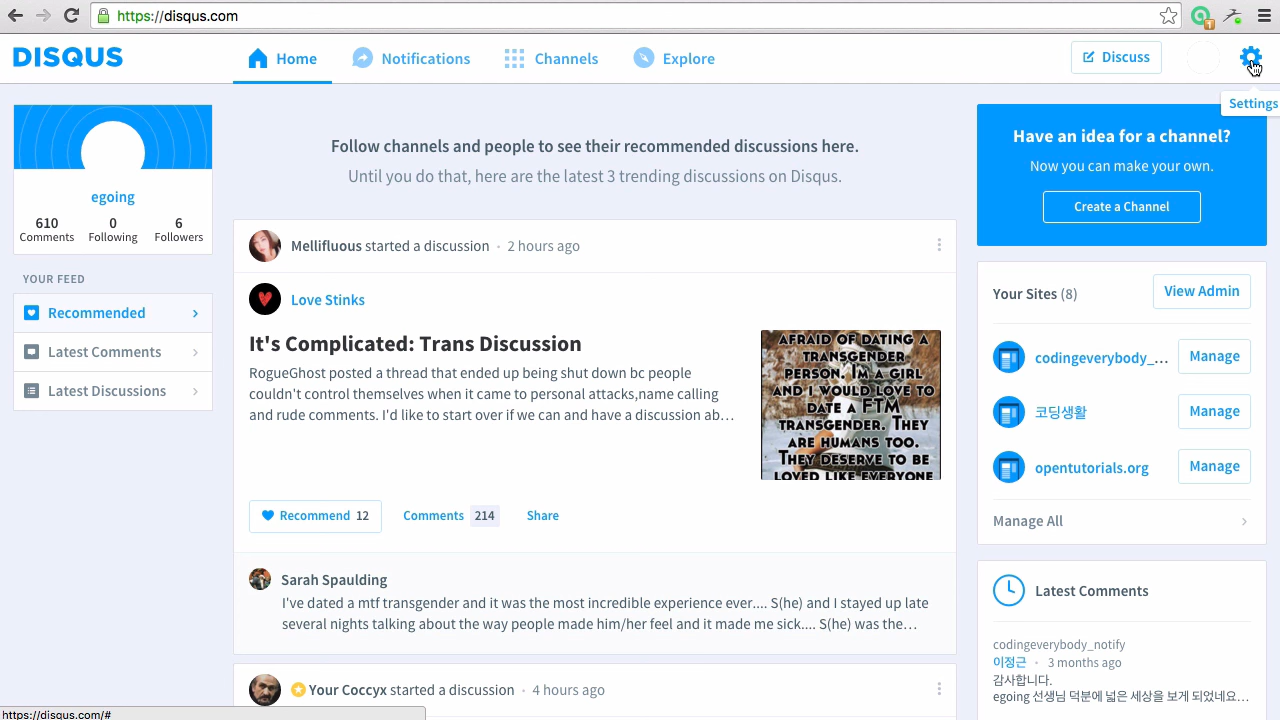 https://disqus.com
1
DISQUS
Home
Notifications
Channels
Explore
Discuss
Settings
egoing
610
Comments
0
Following
6
Followers
YOUR FEED
Recommended
Latest Comments
Latest Discussions
Follow channels and people to see their recommended discussions here.
Until you do that, here are the latest 3 trending discussions on Disqus.
Mellifluous started a discussion · 2 hours ago
Love Stinks
It's Complicated: Trans Discussion
RogueGhost posted a thread that ended up being shut down bc people
couldn't control themselves when it came to personal attacks,name calling
and rude comments. I'd like to start over if we can and have a discussion ab…
AFRAID OF DATING A
TRANSGENDER
PERSON. I'M A GIRL
AND I WOULD LOVE TO
DATE A FTM
TRANSGENDER. THEY
ARE HUMANS TOO.
THEY DESERVE TO BE
LOVED LIKE EVERYONE
Recommend 12
Comments 214
Share
Sarah Spaulding
I've dated a mtf transgender and it was the most incredible experience ever.... S(he) and I stayed up late
several nights talking about the way people made him/her feel and it made me sick.... S(he) was the…
Your Coccyx started a discussion · 4 hours ago
Have an idea for a channel?
Now you can make your own.
Create a Channel
Your Sites (8)
View Admin
codingeverybody_…
Manage
코딩생활
Manage
opentutorials.org
Manage
Manage All
Latest Comments
codingeverybody_notify
이정근 · 3 months ago
감사합니다.
egoing 선생님 덕분에 넓은 세상을 보게 되었네요…
https://disqus.com/#